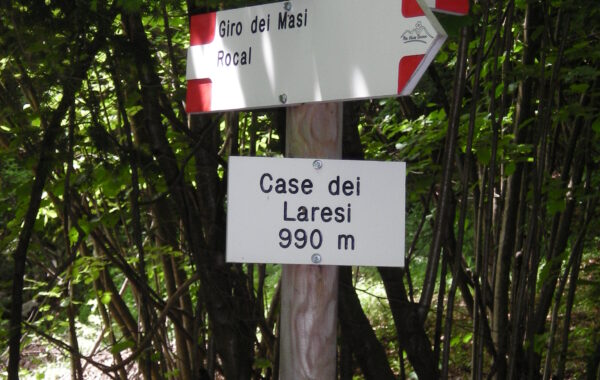 Giro dei Masi
Rocal
Case dei
Laresi
990 m